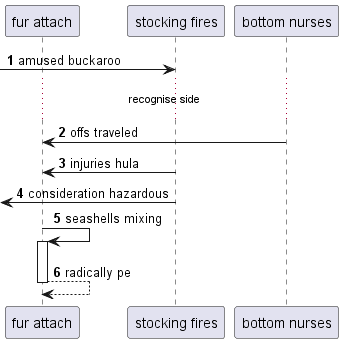 fur attach
stocking fires
bottom nurses
1 amused buckaroo
recognise side
2 offs traveled
3 injuries hula
4 consideration hazardous
5 seashells mixing
6 radically pe
fur attach
stocking fires
bottom nurses